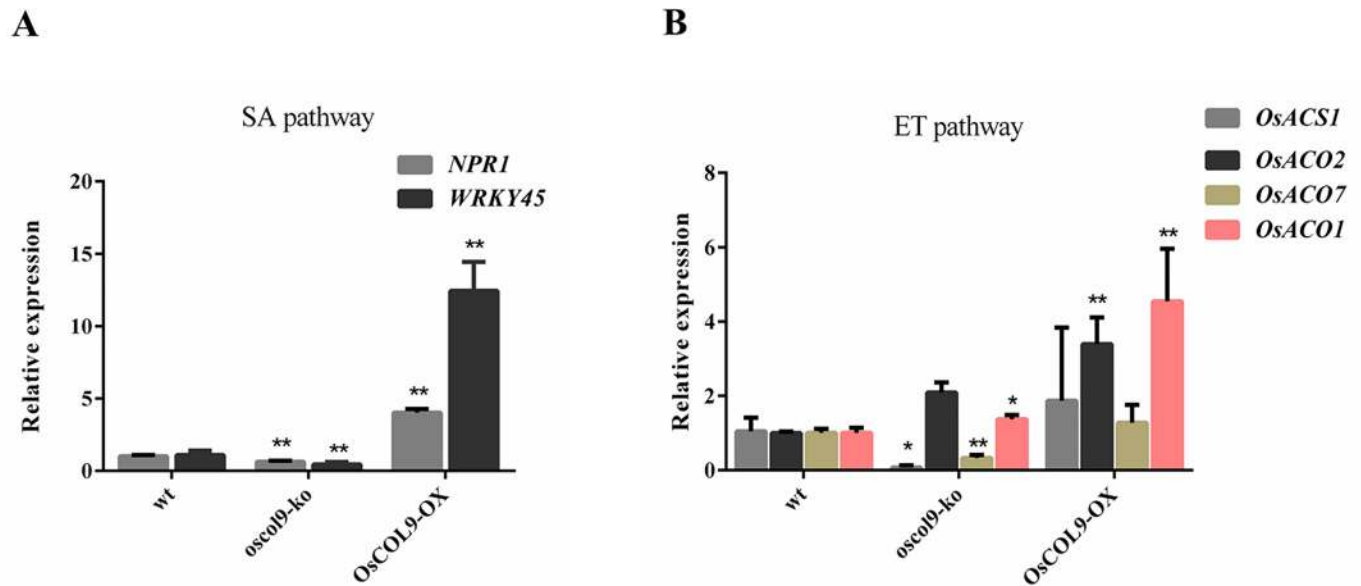 A
SA pathway
NPR1
WRKY45
Relative expression
20
15
10
5
0
**
**
**
**
wt
oscol9-ko
OsCOL9-OX
B
ET pathway
OsACS1
OsACO2
OsACO7
OsACO1
Relative expression
8
6
4
2
0
*
**
*
**
**
wt
oscol9-ko
OsCOL9-OX